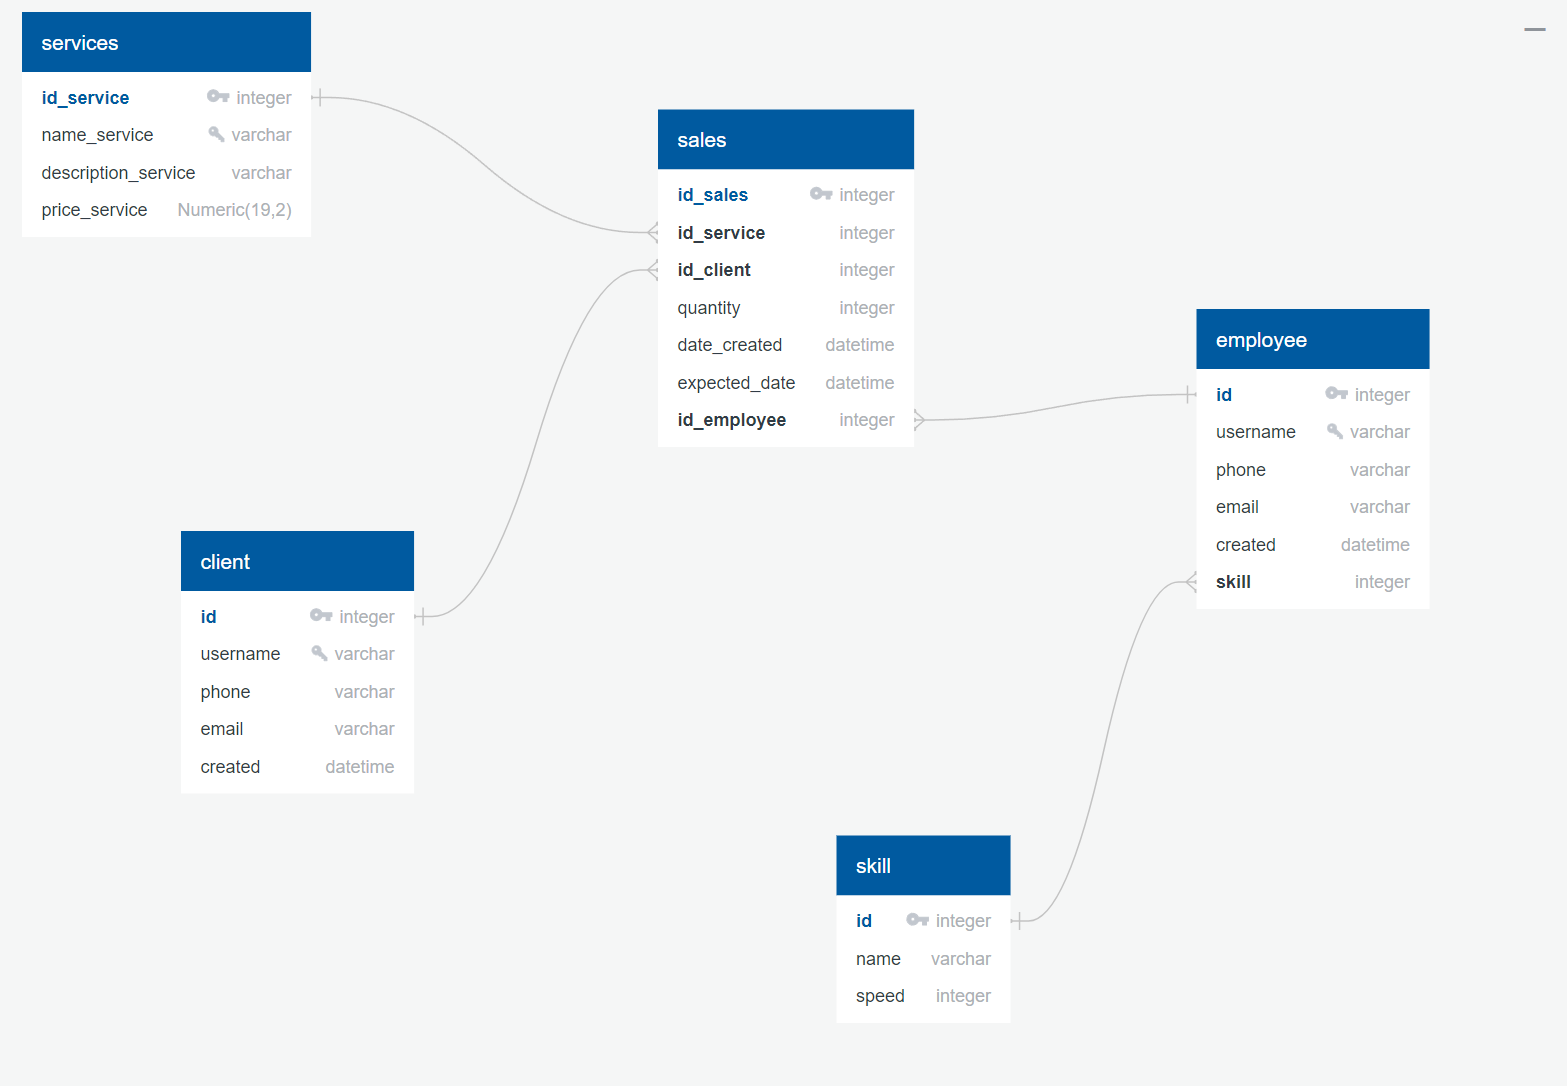 services
id_service integer
name_service varchar
description_service varchar
price_service Numeric(19,2)
sales
id_sales integer
id_service integer
id_client integer
quantity integer
date_created datetime
expected_date datetime
id_employee integer
employee
id integer
username varchar
phone varchar
email varchar
created datetime
skill integer
client
id integer
username varchar
phone varchar
email varchar
created datetime
skill
id integer
name varchar
speed integer